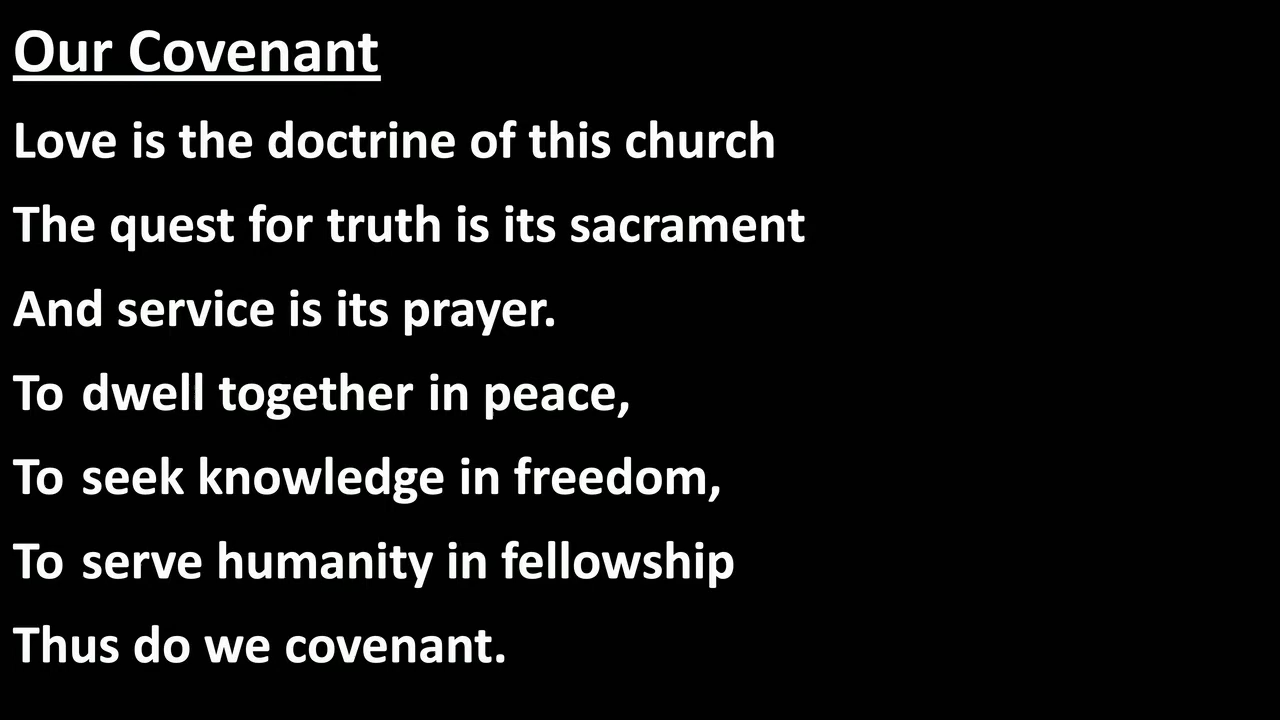 Our Covenant
Love is the doctrine of this church
The quest for truth is its sacrament
And service is its prayer.
To dwell together in peace,
To seek knowledge in freedom,
To serve humanity in fellowship
Thus do we covenant.